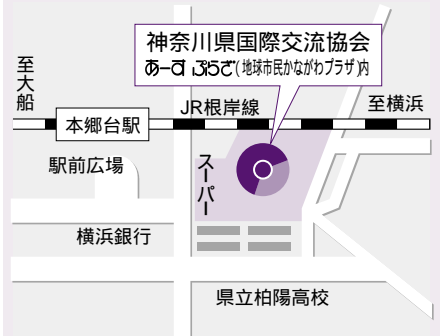 神奈川県国際交流協会
あーすぷらざ(地球市民かながわプラザ)内
至大船
JR根岸線
至横浜
本郷台駅
駅前広場
スーパー
横浜銀行
県立柏陽高校